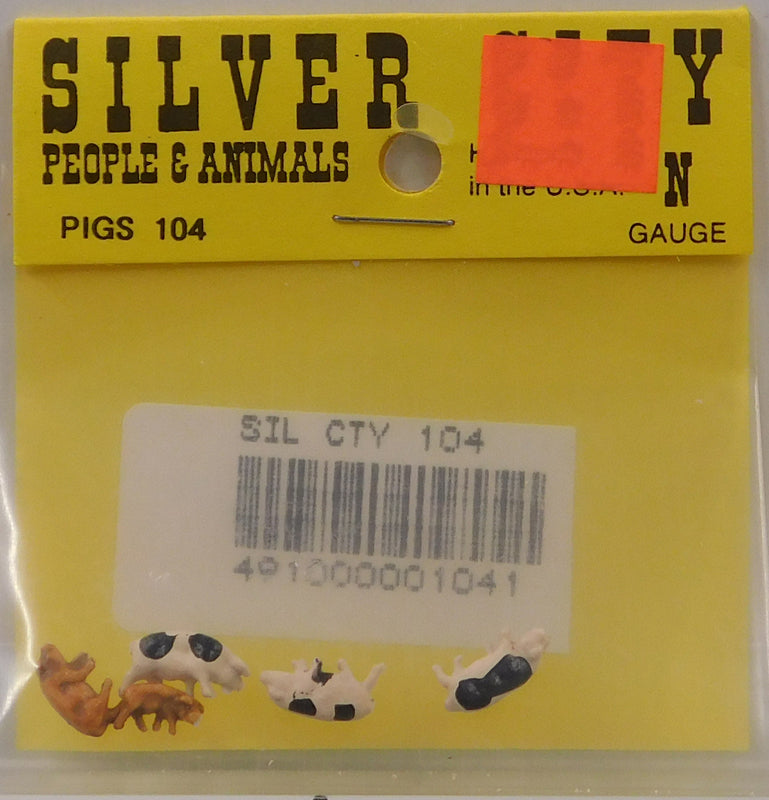 SILVER
PEOPLE & ANIMALS
in the U.S.A.
N
PIGS 104
GAUGE
SIL CTY 104
491000001041